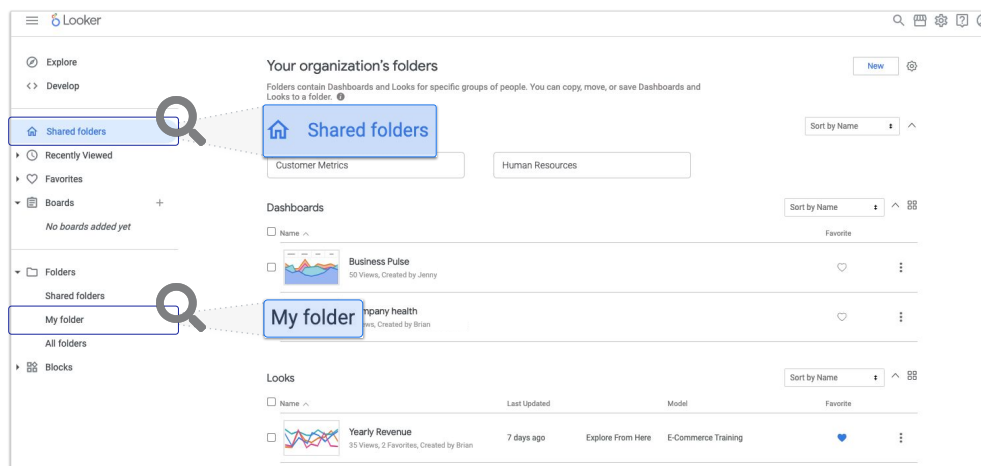 Looker
Explore
Develop
Shared folders
Recently Viewed
Favorites
Boards
No boards added yet
Folders
Shared folders
My folder
All folders
Blocks
Your organization's folders
New
Folders contain Dashboards and Looks for specific groups of people. You can copy, move, or save Dashboards and
Looks to a folder.
Shared folders
Sort by Name
Customer Metrics
Human Resources
Dashboards
Sort by Name
Name
Favorite
Business Pulse
50 Views, Created by Jenny
My folder
health
Created by Brian
Looks
Sort by Name
Name
Last Updated
Model
Favorite
Yearly Revenue
35 Views, 2 Favorites, Created by Brian
7 days ago
Explore From Here
E-Commerce Training